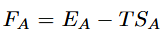 F_A = E_A − TS_A